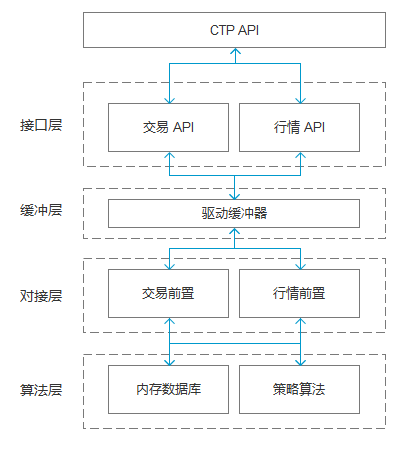 CTP API
接口层
交易 API
行情 API
缓冲层
驱动缓冲器
对接层
交易前置
行情前置
算法层
内存数据库
策略算法